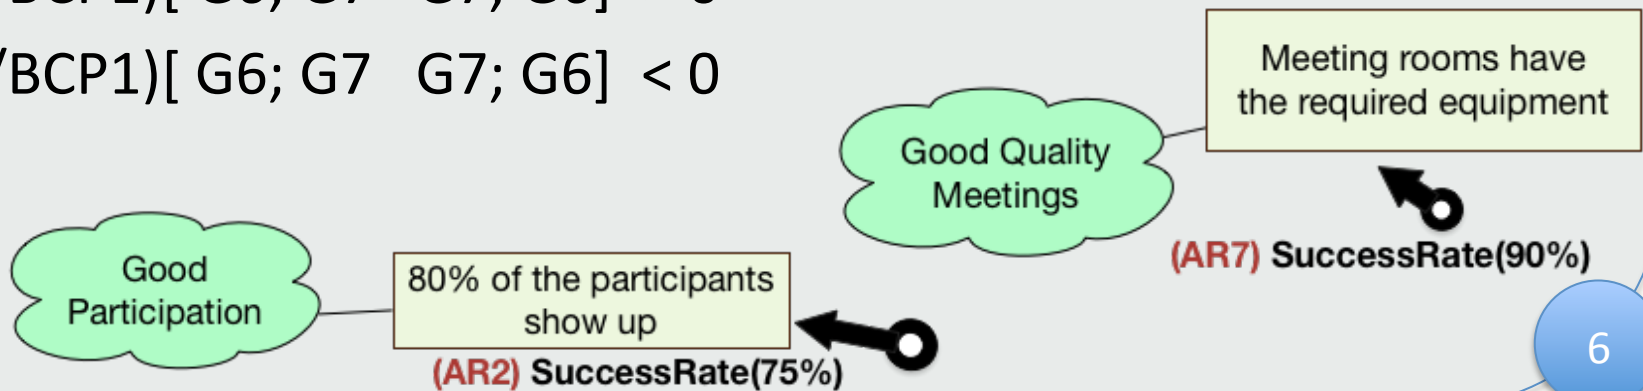 /BCP1)[ G6; G7   G7; G6]  < 0
Meeting rooms have
the required equipment
Good Quality
Meetings
(AR7) SuccessRate(90%)
Good
Participation
80% of the participants
show up
(AR2) SuccessRate(75%)
6